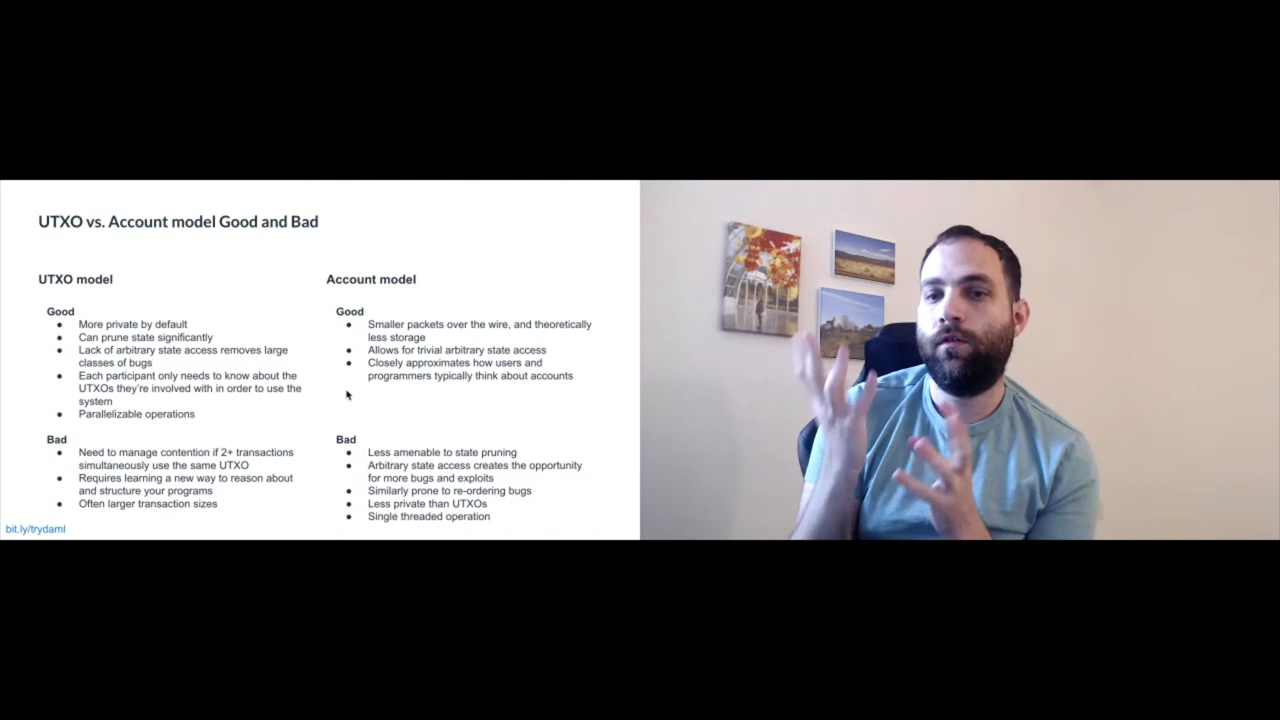 UTXO vs. Account model Good and Bad
UTXO model
Good
● More private by default
● Can prune state significantly
● Lack of arbitrary state access removes large
classes of bugs
● Each participant only needs to know about the
UTXOs they're involved with in order to use the
system
● Parallelizable operations
Bad
● Need to manage contention if 2+ transactions
simultaneously use the same UTXO
● Requires learning a new way to reason about
and structure your programs
● Often larger transaction sizes
Account model
Good
● Smaller packets over the wire, and theoretically
less storage
● Allows for trivial arbitrary state access
● Closely approximates how users and
programmers typically think about accounts
Bad
● Less amenable to state pruning
● Arbitrary state access creates the opportunity
for more bugs and exploits
● Similarly prone to re-ordering bugs
● Less private than UTXOs
● Single threaded operation
bit.ly/trydaml